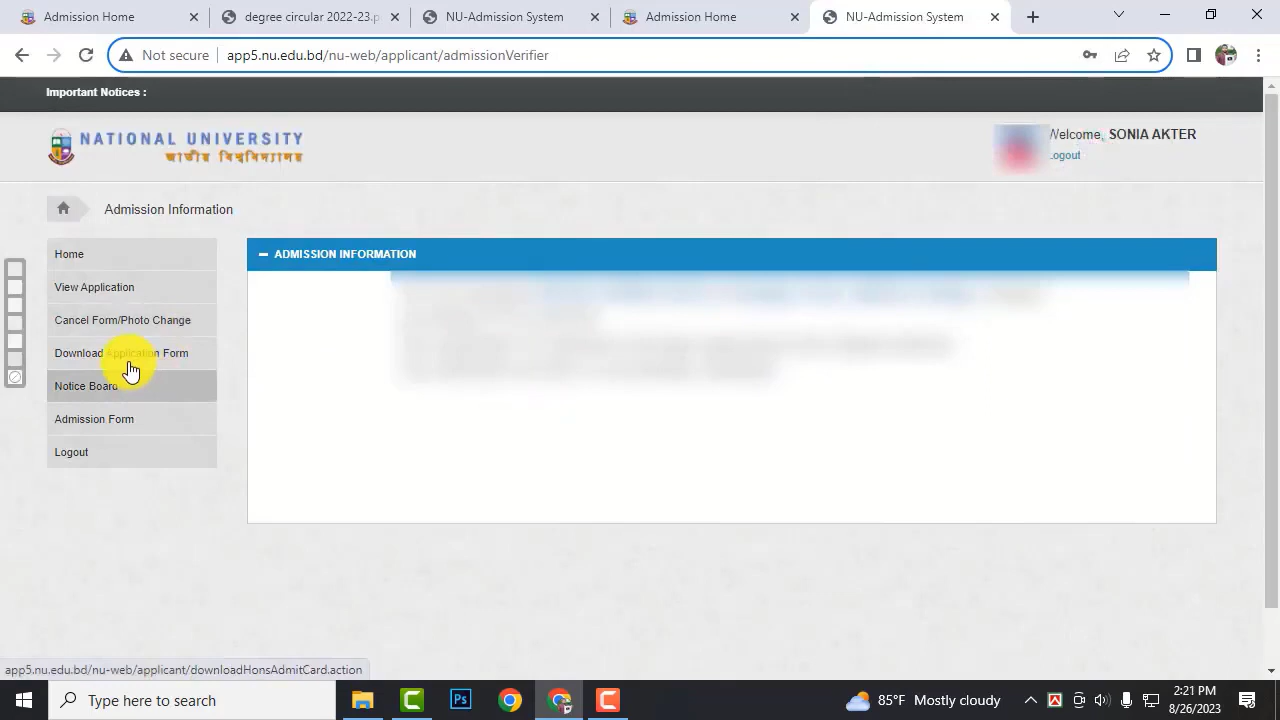 Admission Home
degree circular 2022-23.p
NU-Admission System
Admission Home
NU-Admission System
Not secure
app5.nu.edu.bd/nu-web/applicant/admissionVerifier
Important Notices :
NATIONAL UNIVERSITY
জাতীয় বিশ্ববিদ্যালয়
Welcome, SONIA AKTER
Logout
Admission Information
Home
View Application
Cancel Form/Photo Change
Download Application Form
Notice Board
Admission Form
Logout
ADMISSION INFORMATION
app5.nu.edu.bd/nu-web/applicant/downloadHonsAdmitCard.action
Type here to search
Ps
85°F Mostly cloudy
2:21 PM
8/26/2023